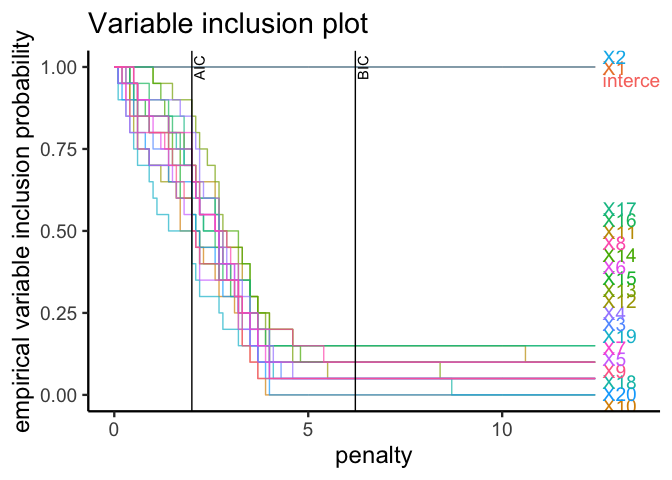 Variable inclusion plot
empirical variable inclusion probability
1.00
0.75
0.50
0.25
0.00
AIC
BIC
X2
X1
interce
X17
X16
X11
X8
X14
X6
X15
X13
X12
X4
X3
X19
X7
X5
X9
X18
X20
X10
0
5
10
penalty